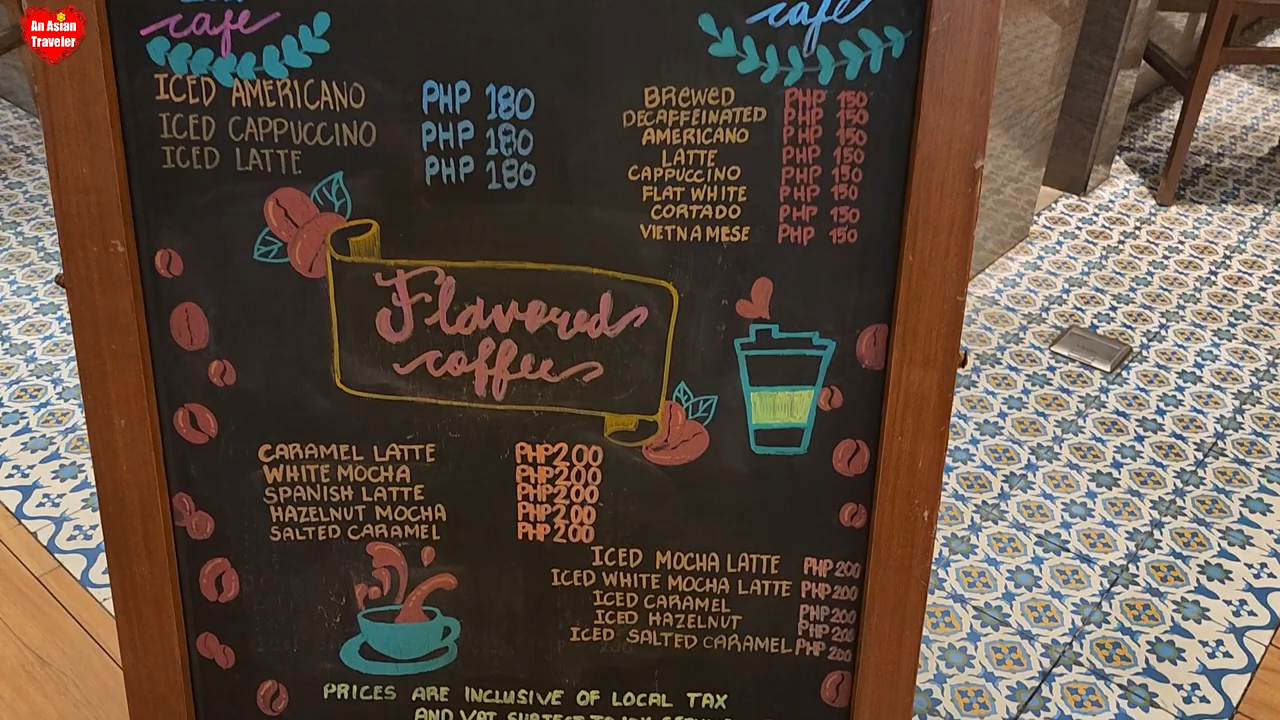 An Asian
Traveler
cafe
ICED AMERICANO PHP 180
ICED CAPPUCCINO PHP 180
ICED LATTE PHP 180
cafe
BREWED PHP 150
DECAFFEINATED PHP 150
AMERICANO PHP 150
LATTE PHP 150
CAPPUCCINO PHP 150
FLAT WHITE PHP 150
CORTADO PHP 150
VIETNAMESE PHP 150
Flavored
coffee
CARAMEL LATTE PHP200
WHITE MOCHA PHP200
SPANISH LATTE PHP200
HAZELNUT MOCHA PHP200
SALTED CARAMEL PHP200
ICED MOCHA LATTE PHP200
ICED WHITE MOCHA LATTE PHP200
ICED CARAMEL PHP200
ICED HAZELNUT PHP200
ICED SALTED CARAMEL PHP200
PRICES ARE INCLUSIVE OF LOCAL TAX
AND VAT SUBJECT TO